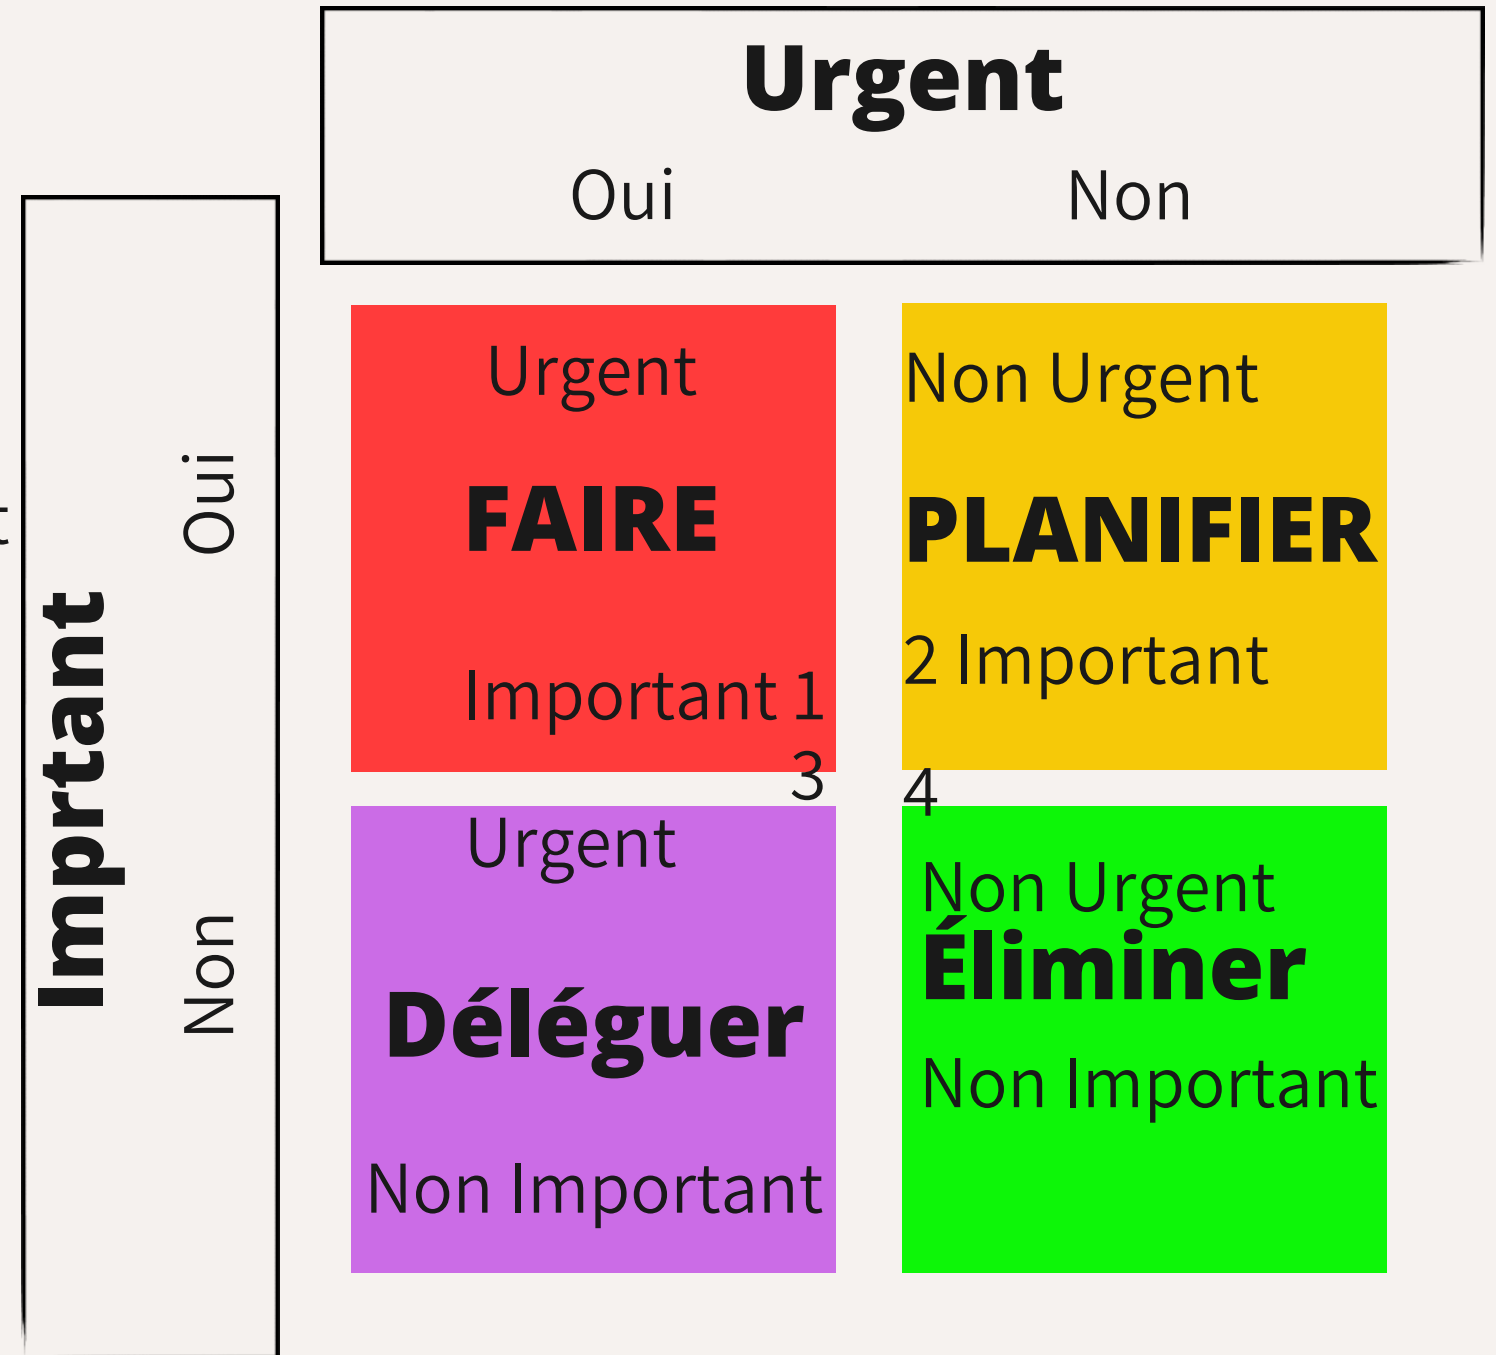 Urgent
Oui Non
Imprtant
Oui
Non
Urgent
FAIRE
Important 1
Non Urgent
PLANIFIER
2 Important
3
Urgent
Déléguer
Non Important
4
Non Urgent
Éliminer
Non Important